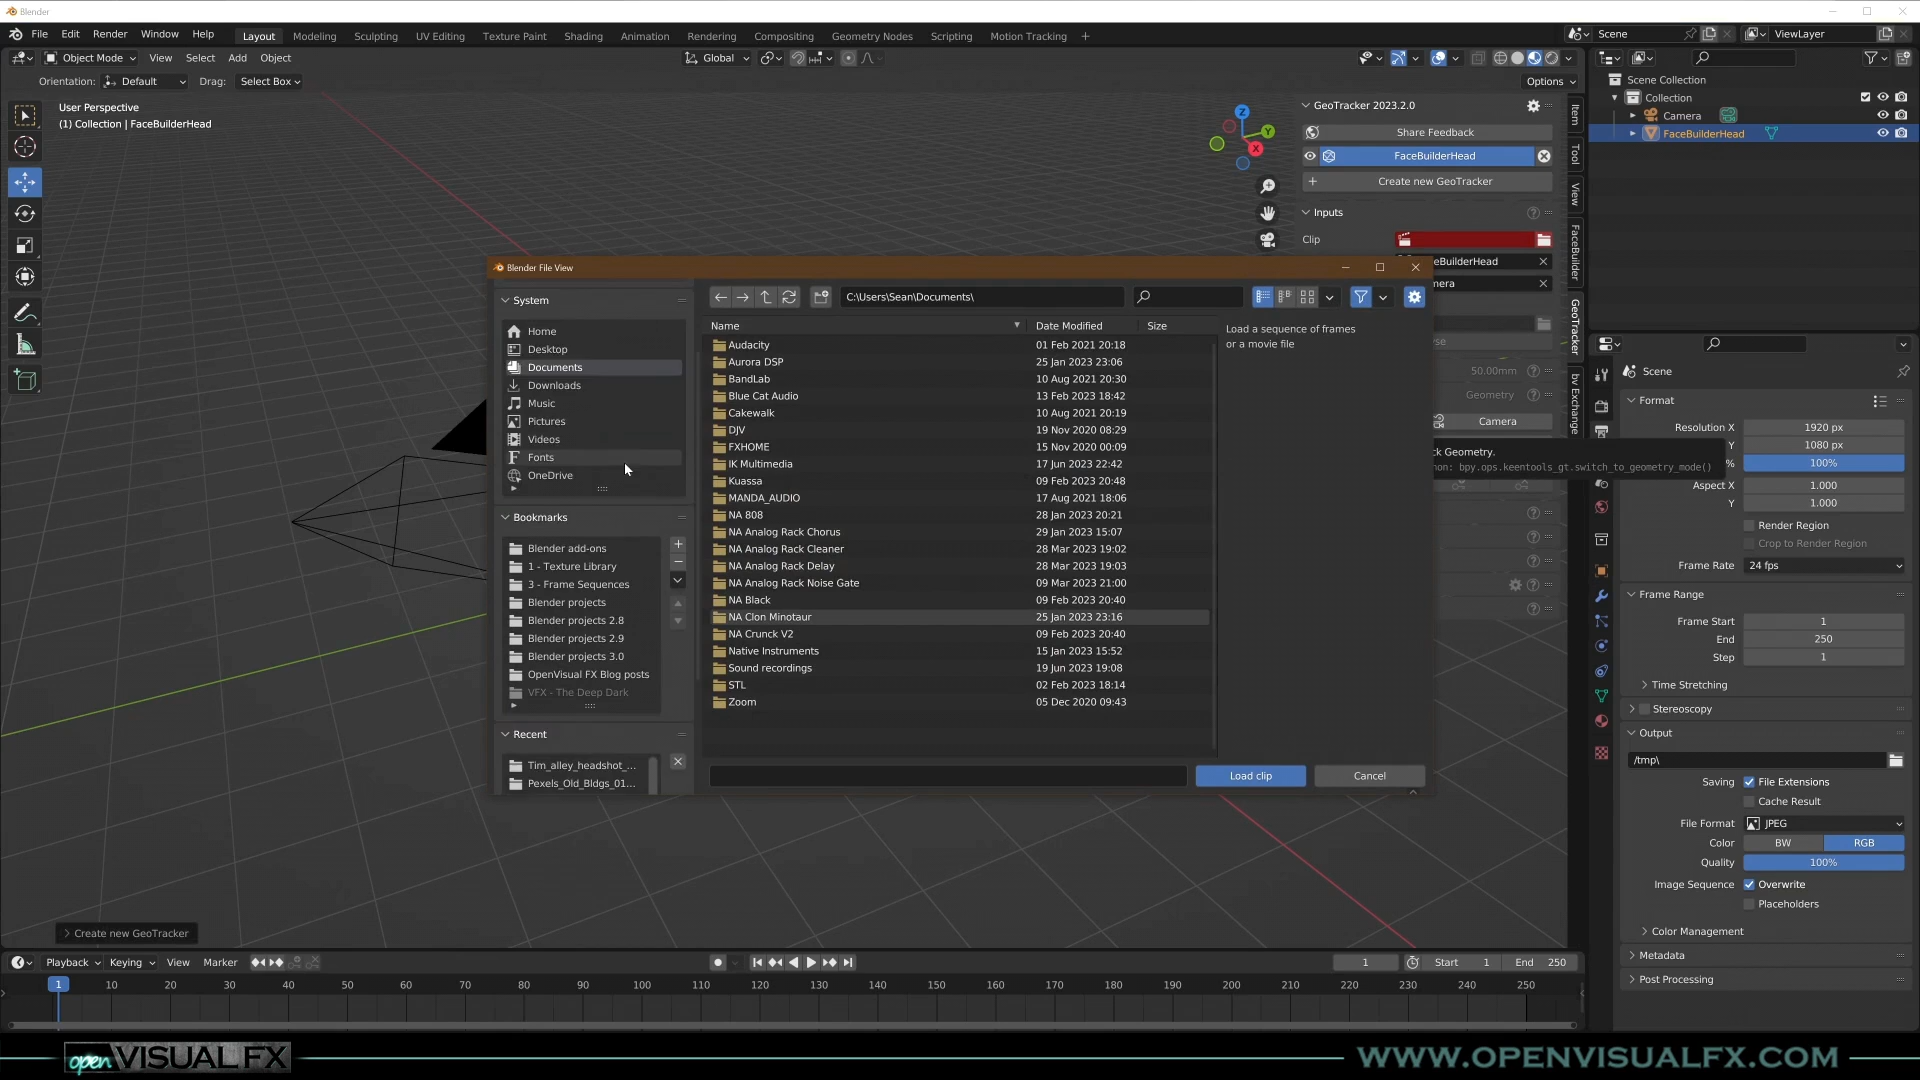 Blender
File Edit Render Window Help
Layout Modeling Sculpting UV Editing Texture Paint Shading Animation Rendering Compositing Geometry Nodes Scripting Motion Tracking +
Scene
ViewLayer
Object Mode View Select Add Object
Global
Orientation: Default Drag: Select Box
Options
User Perspective
(1) Collection | FaceBuilderHead
Z
Y
X
GeoTracker 2023.2.0
Share Feedback
FaceBuilderHead
Create new GeoTracker
Inputs
Clip
eBuilderHead
mera
50.00mm
Geometry
Camera
ck Geometry.
hon: bpy.ops.keentools_gt.switch_to_geometry_mode()
Item
Tool
View
FaceBuilder
GeoTracker
bv Exchange
Scene Collection
Collection
Camera
FaceBuilderHead
Blender File View
System
Home
Desktop
Documents
Downloads
Music
Pictures
Videos
Fonts
OneDrive
Bookmarks
Blender add-ons
1 - Texture Library
3 - Frame Sequences
Blender projects
Blender projects 2.8
Blender projects 2.9
Blender projects 3.0
OpenVisual FX Blog posts
VFX - The Deep Dark
Recent
Tim_alley_headshot_...
Pexels_Old_Bldgs_01...
C:\Users\Sean\Documents\
Name Date Modified Size
Audacity 01 Feb 2021 20:18
Aurora DSP 25 Jan 2023 23:06
BandLab 10 Aug 2021 20:30
Blue Cat Audio 13 Feb 2023 18:42
Cakewalk 10 Aug 2021 20:19
DJV 19 Nov 2020 08:29
FXHOME 15 Nov 2020 00:09
IK Multimedia 17 Jun 2023 22:42
Kuassa 09 Feb 2023 20:48
MANDA_AUDIO 17 Aug 2021 18:06
NA 808 28 Jan 2023 20:21
NA Analog Rack Chorus 29 Jan 2023 15:07
NA Analog Rack Cleaner 28 Mar 2023 19:02
NA Analog Rack Delay 28 Mar 2023 19:03
NA Analog Rack Noise Gate 09 Mar 2023 21:00
NA Black 09 Feb 2023 20:40
NA Clon Minotaur 25 Jan 2023 23:16
NA Crunck V2 09 Feb 2023 20:40
Native Instruments 15 Jan 2023 15:52
Sound recordings 19 Jun 2023 19:08
STL 02 Feb 2023 18:14
Zoom 05 Dec 2020 09:43
Load a sequence of frames
or a movie file
Load clip
Cancel
Scene
Format
Resolution X 1920 px
Y 1080 px
% 100%
Aspect X 1.000
Y 1.000
Render Region
Crop to Render Region
Frame Rate 24 fps
Frame Range
Frame Start 1
End 250
Step 1
Time Stretching
Stereoscopy
Output
/tmp\
Saving File Extensions
Cache Result
File Format JPEG
Color BW RGB
Quality 100%
Image Sequence Overwrite
Placeholders
Color Management
Metadata
Post Processing
Create new GeoTracker
Playback Keying View Marker
1 Start 1 End 250
1 10 20 30 40 50 60 70 80 90 100 110 120 130 140 150 160 170 180 190 200 210 220 230 240 250
open VISUALFX
WWW.OPENVISUALFX.COM